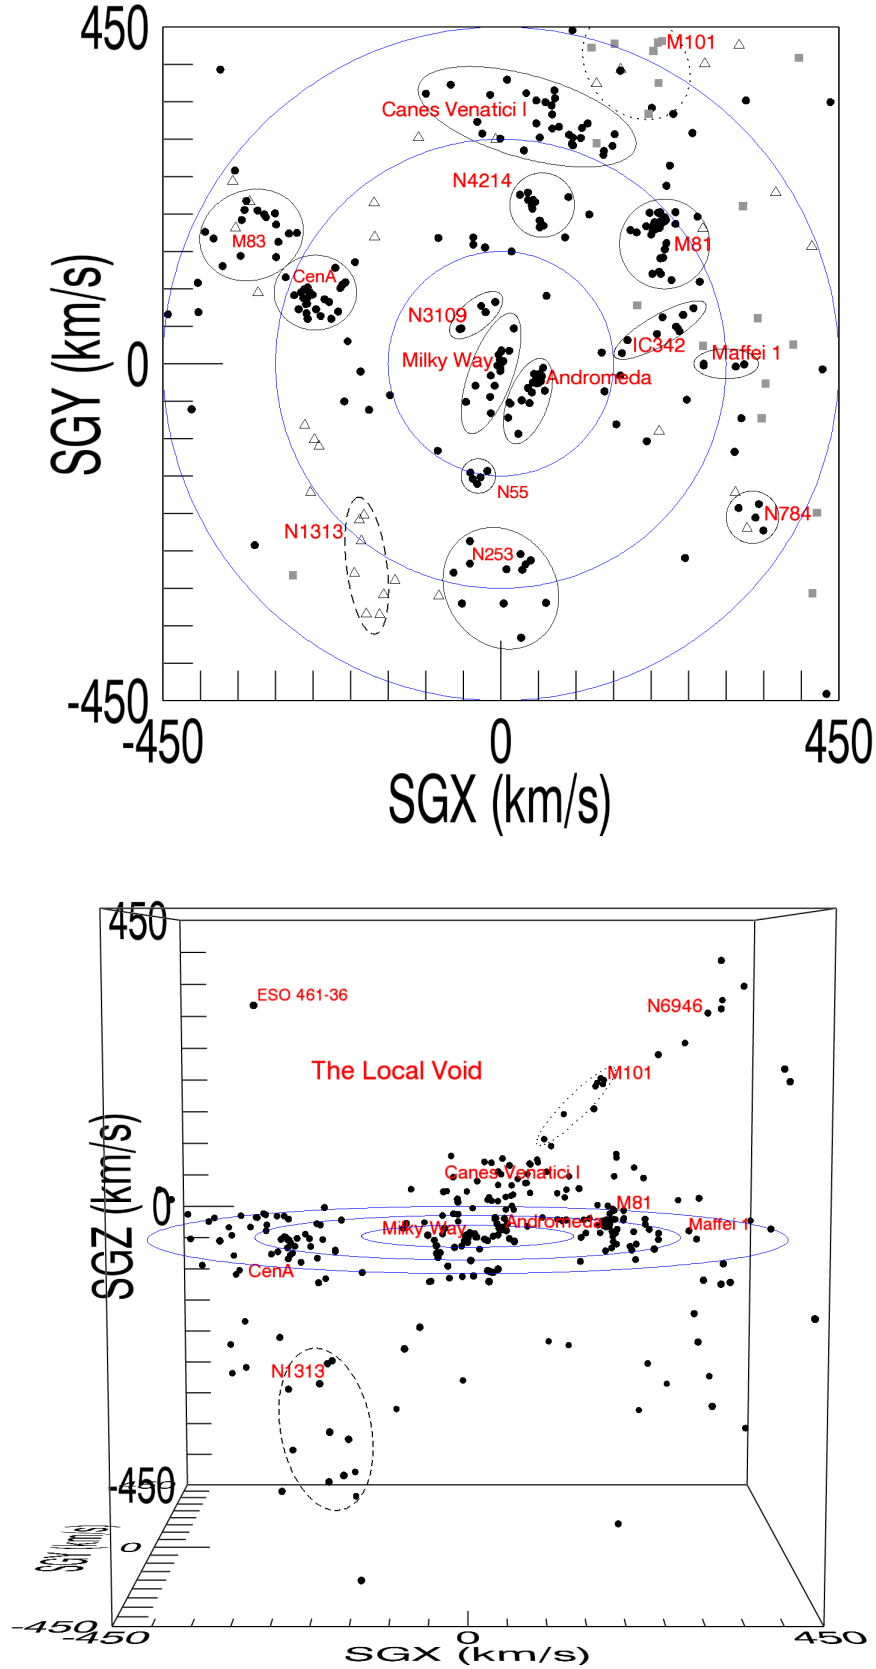 450
M101
Canes Venatici I
N4214
M83
M81
CenA
N3109
IC342
Maffei 1
Milky Way
Andromeda
0
SGY (km/s)
N55
N784
N1313
N253
-450
-450
0
450
SGX (km/s)
450
ESO 461-36
N6946
The Local Void
M101
Canes Venatici I
M81
0
Milky Way
Andromeda
Maffei 1
SGZ (km/s)
CenA
N1313
-450
450
SGY (km/s)
0
-450
-450
0
450
SGX (km/s)